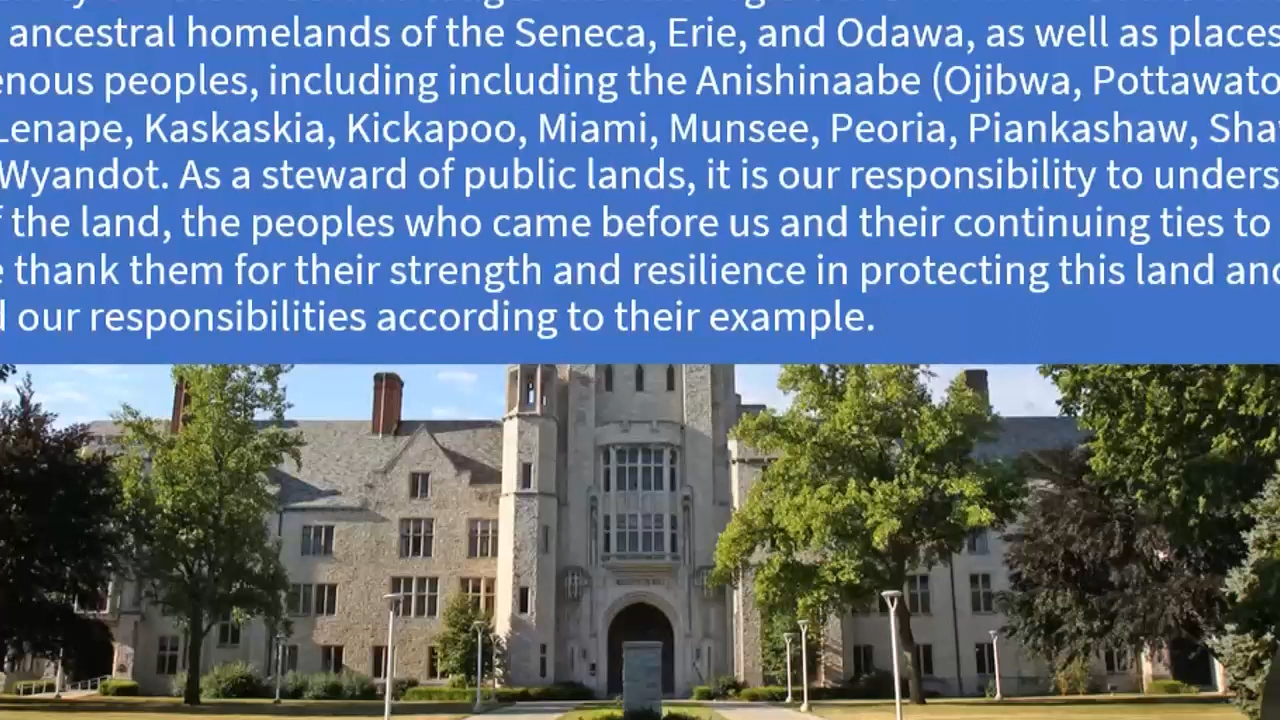 ancestral homelands of the Seneca, Erie, and Odawa, as well as places
enous peoples, including including the Anishinaabe (Ojibwa, Pottawato
Lenape, Kaskaskia, Kickapoo, Miami, Munsee, Peoria, Piankashaw, Sha
Wyandot. As a steward of public lands, it is our responsibility to unders
the land, the peoples who came before us and their continuing ties to
thank them for their strength and resilience in protecting this land and
our responsibilities according to their example.